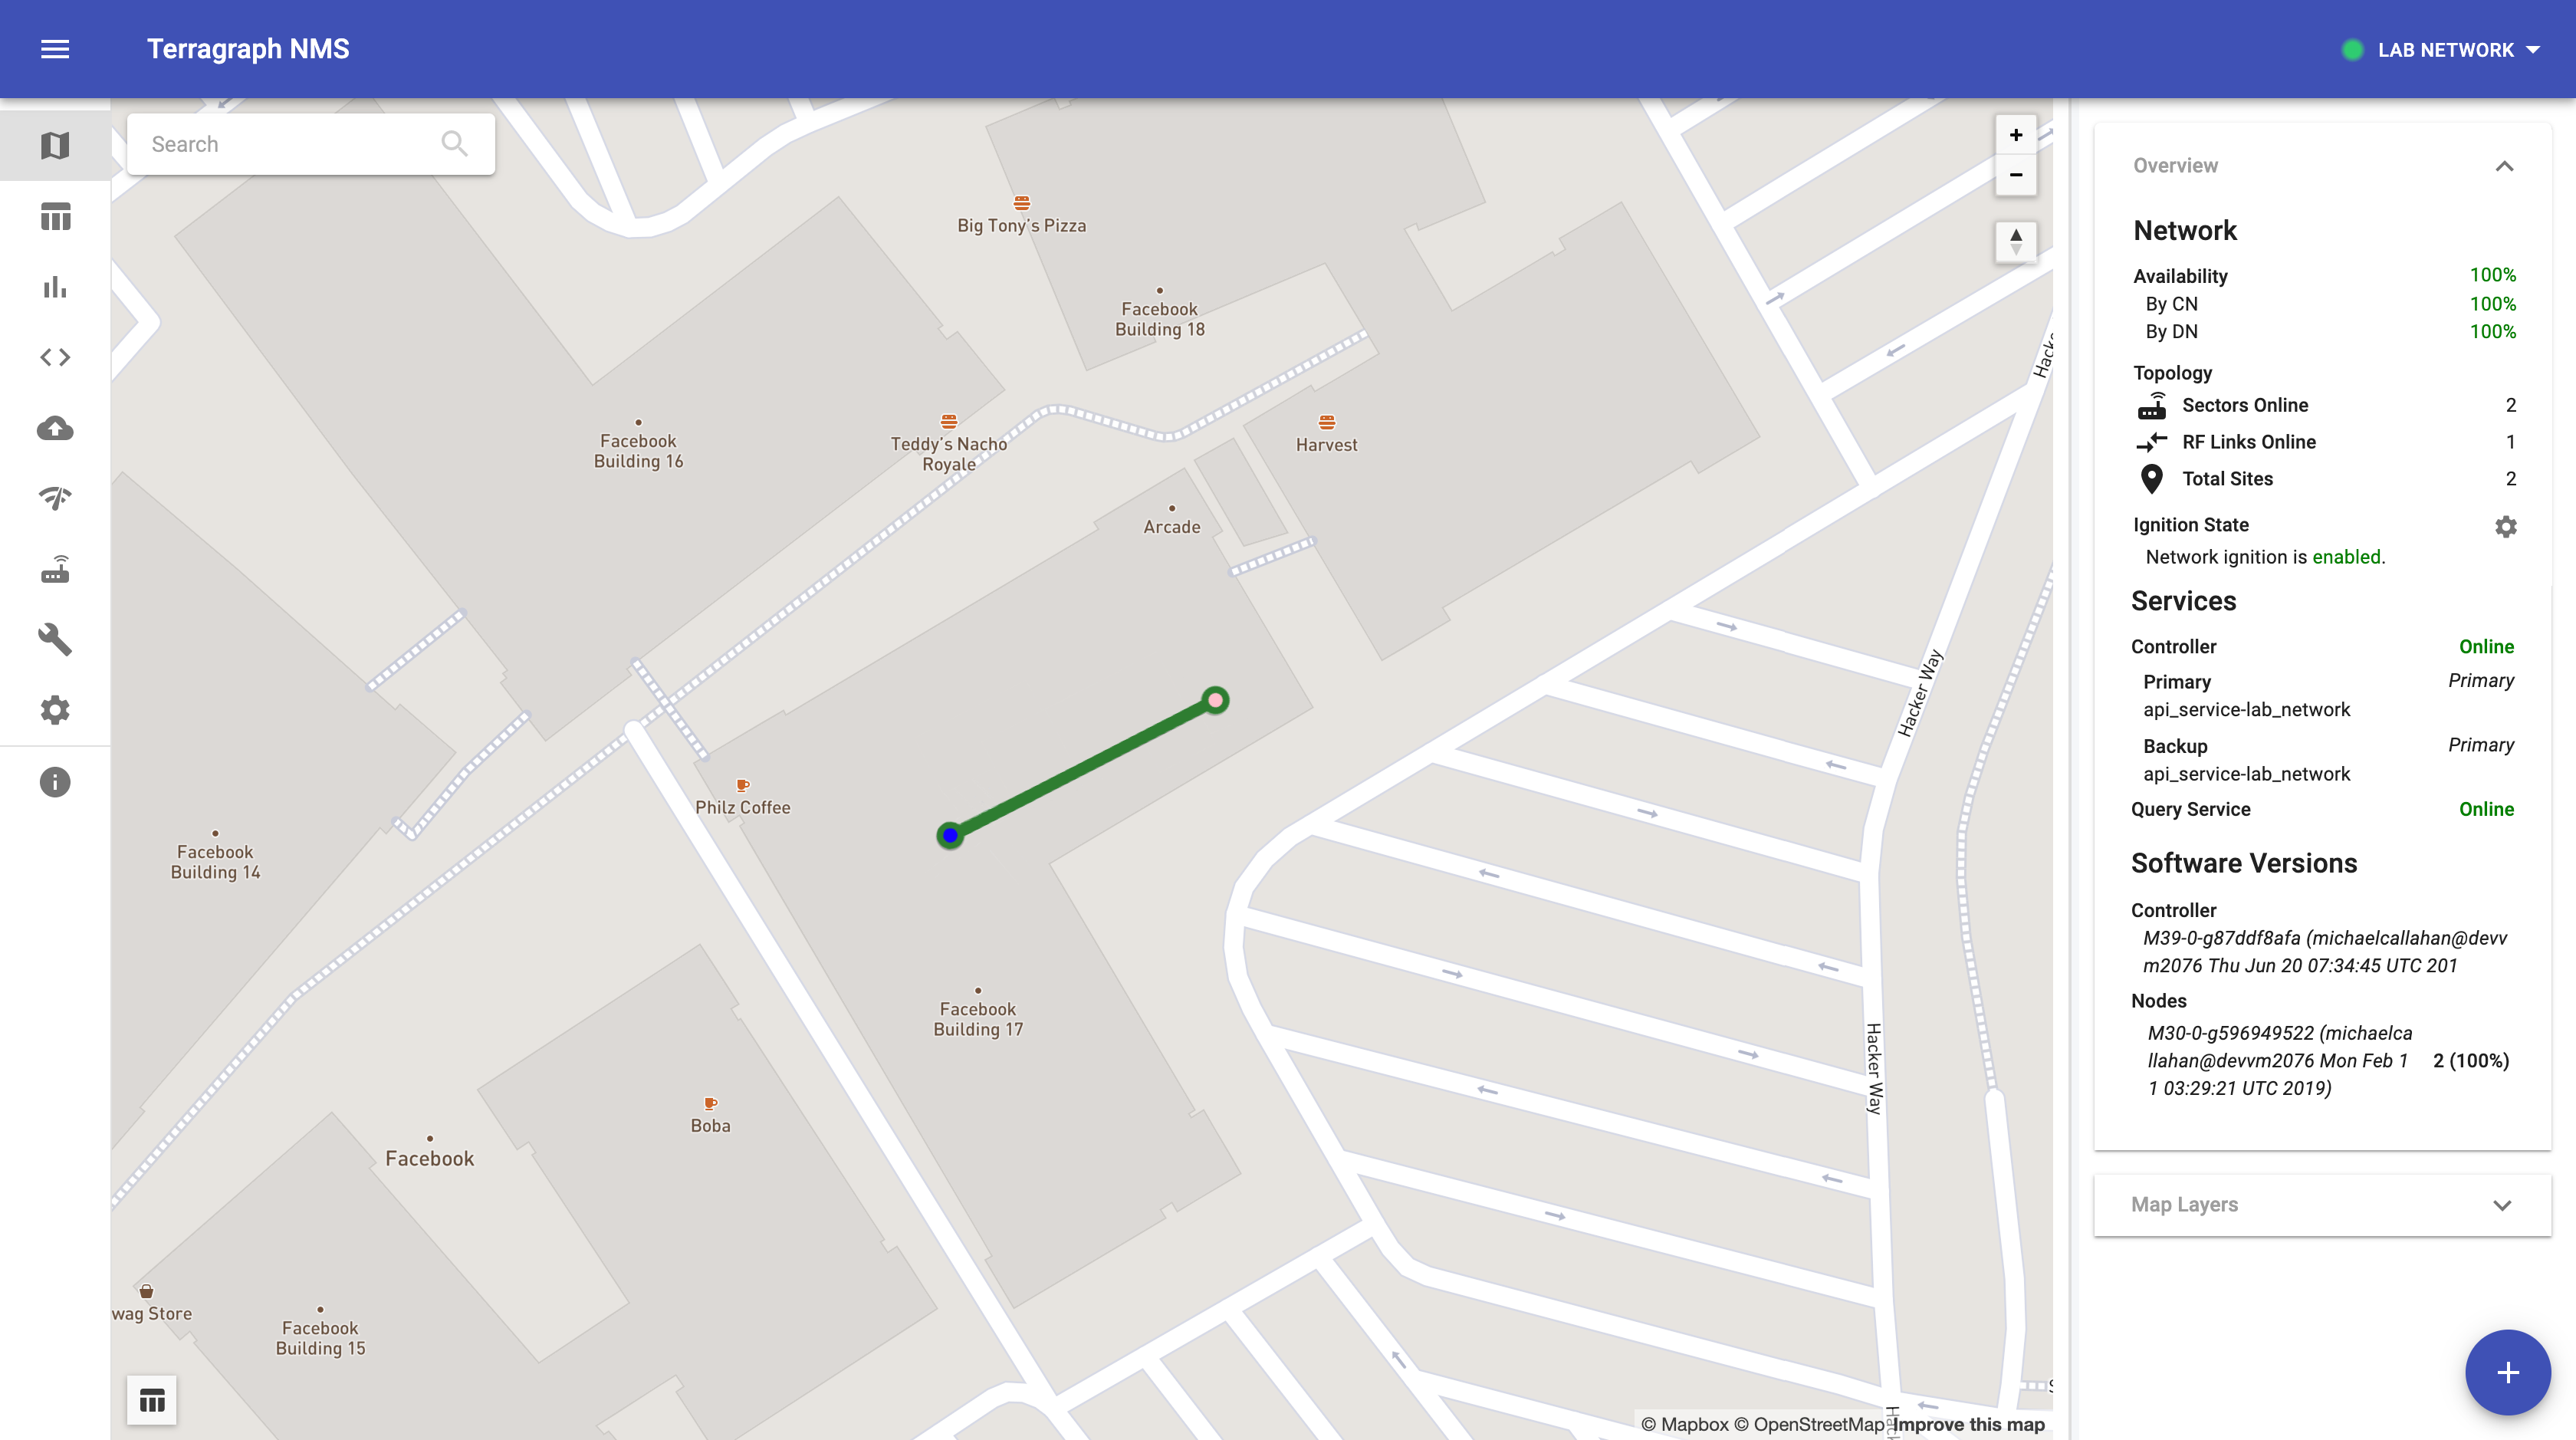 Terragraph NMS
LAB NETWORK
Search
Big Tony's Pizza
Facebook
Building 18
Facebook
Building 16
Teddy's Nacho
Royale
Harvest
Arcade
Philz Coffee
Facebook
Building 14
Facebook
Building 17
Boba
Facebook
wag Store
Facebook
Building 15
Hacker Way
Hacker Way
© Mapbox © OpenStreetMap Improve this map
Overview
Network
Availability 100%
By CN 100%
By DN 100%
Topology
Sectors Online 2
RF Links Online 1
Total Sites 2
Ignition State
Network ignition is enabled.
Services
Controller Online
Primary Primary
api_service-lab_network
Backup Primary
api_service-lab_network
Query Service Online
Software Versions
Controller
M39-0-g87ddf8afa (michaelcallahan@devv
m2076 Thu Jun 20 07:34:45 UTC 201
Nodes
M30-0-g596949522 (michaelca
llahan@devvm2076 Mon Feb 1 2 (100%)
1 03:29:21 UTC 2019)
Map Layers